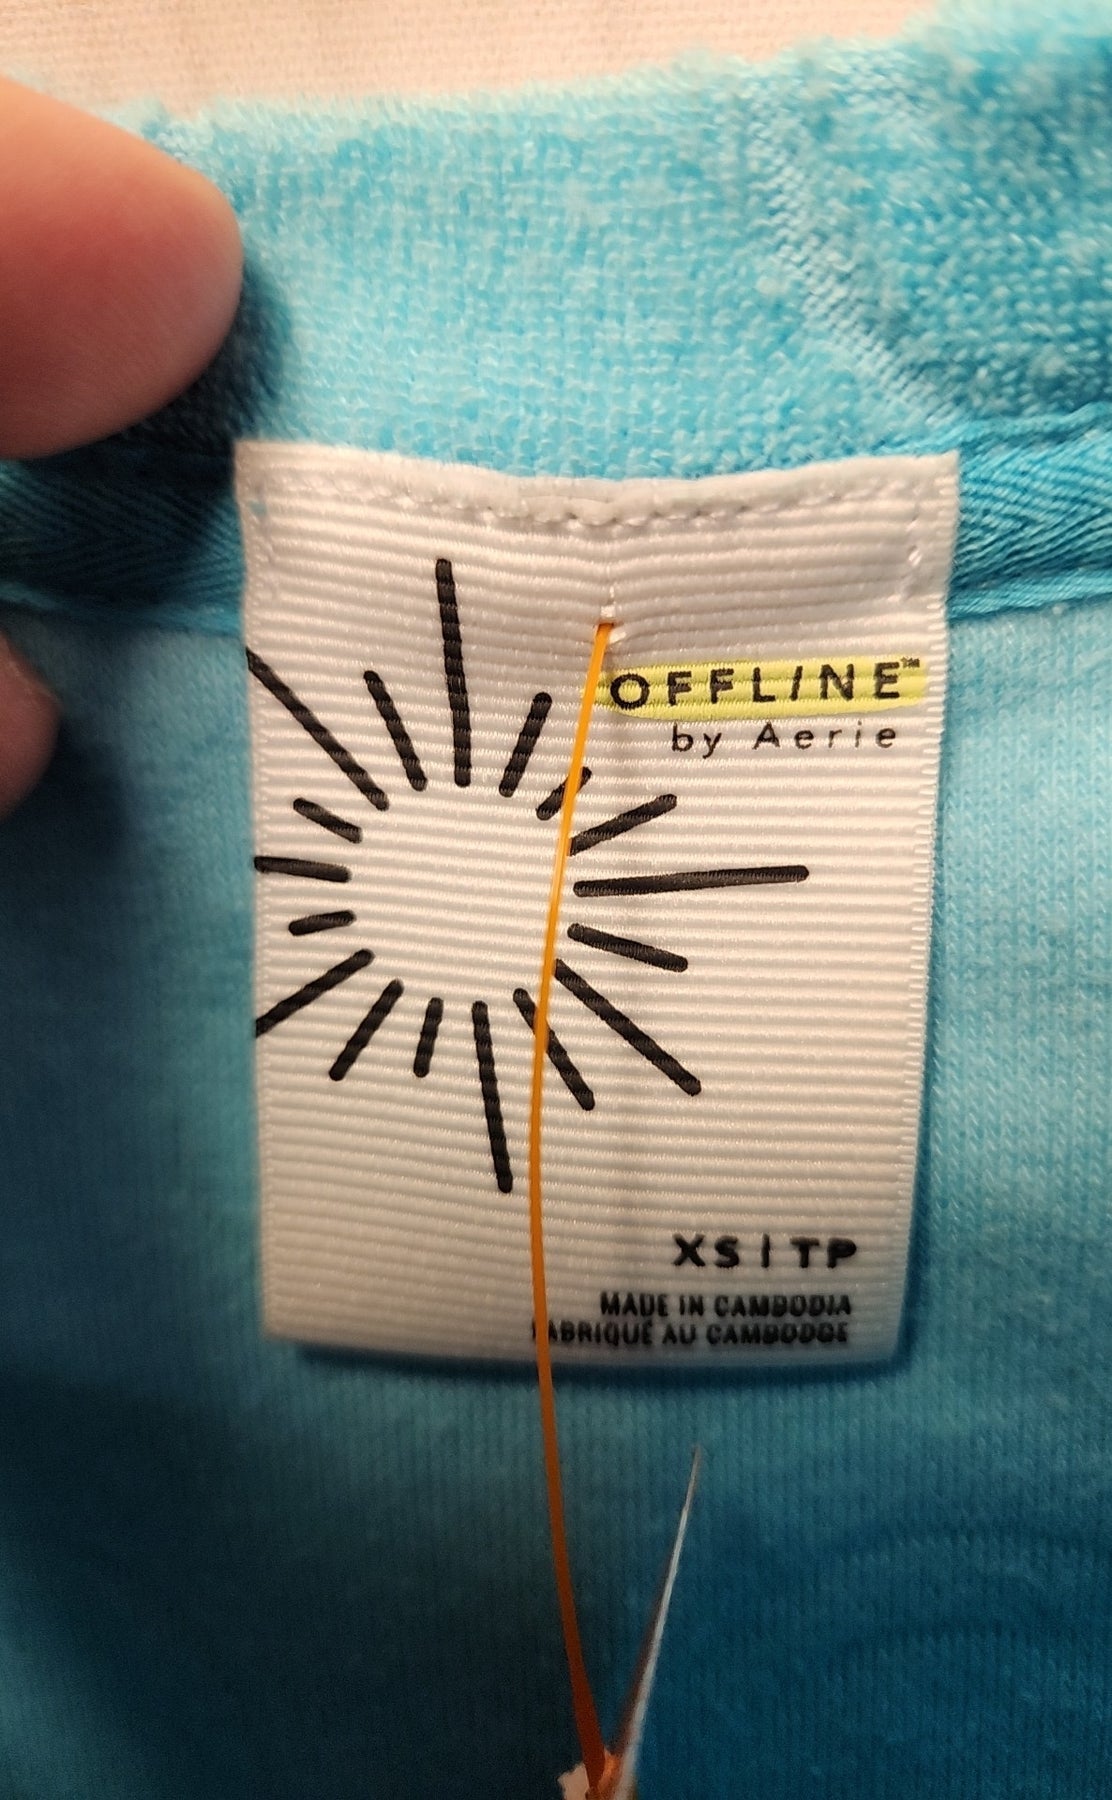 OFFLINE™
by Aerie
XS | TP
MADE IN CAMBODIA
FABRIQUÉ AU CAMBODGE